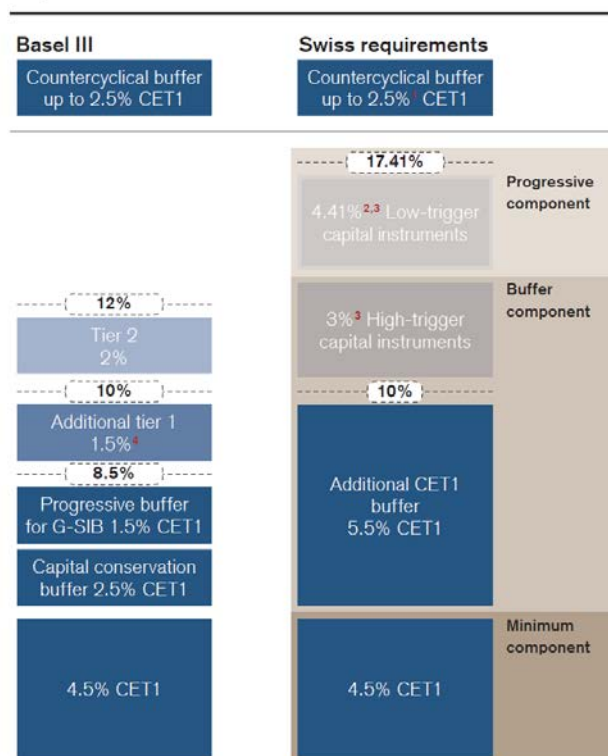 Basel III
Countercyclical buffer
up to 2.5% CET1
12%
Tier 2
2%
10%
Additional tier 1
1.5%4
8.5%
Progressive buffer
for G-SIB 1.5% CET1
Capital conservation
buffer 2.5% CET1
4.5% CET1
Swiss requirements
Countercyclical buffer
up to 2.5%1 CET1
17.41%
4.41%2,3 Low-trigger
capital instruments
Progressive
component
3%3 High-trigger
capital instruments
Buffer
component
10%
Additional CET1
buffer
5.5% CET1
4.5% CET1
Minimum
component